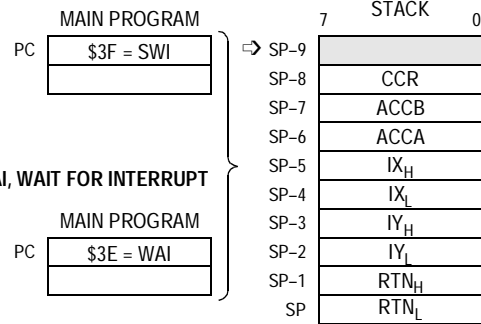 MAIN PROGRAM
PC $3F = SWI
AI, WAIT FOR INTERRUPT
MAIN PROGRAM
PC $3E = WAI
STACK
7 0
SP–9
SP–8 CCR
SP–7 ACCB
SP–6 ACCA
SP–5 IXH
SP–4 IXL
SP–3 IYH
SP–2 IYL
SP–1 RTNH
SP RTNL